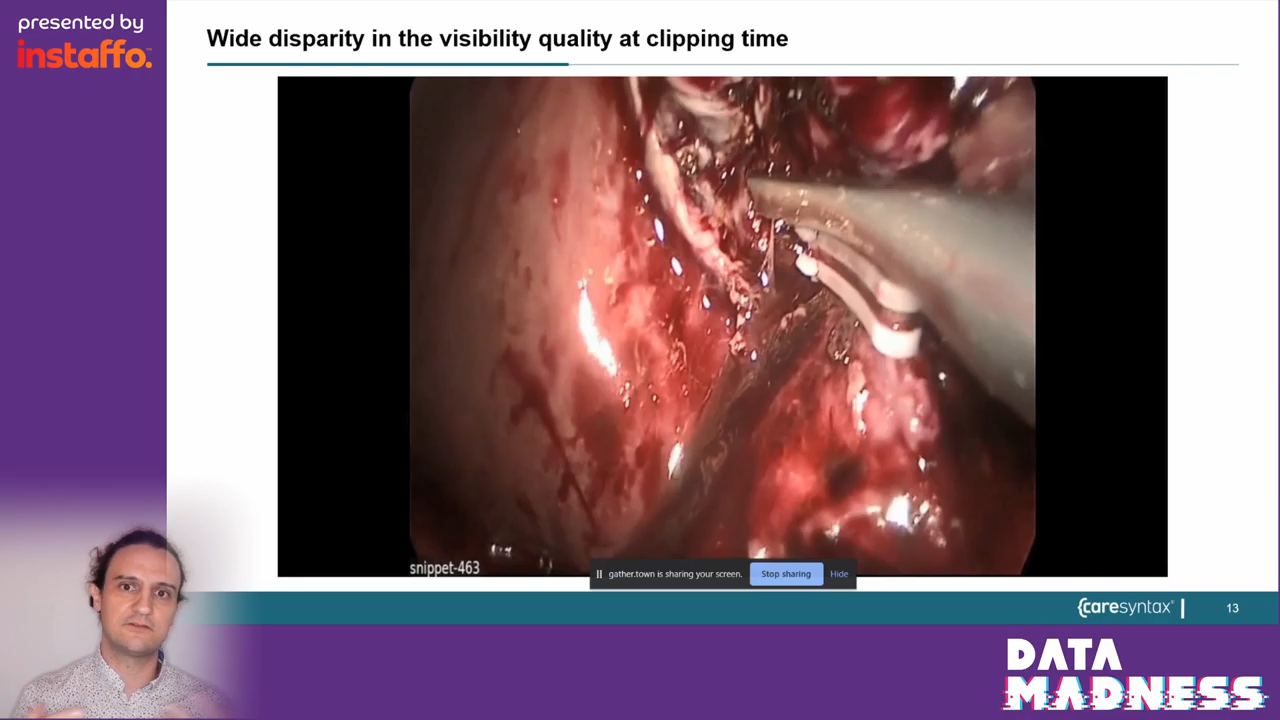 presented by
instaffo.
Wide disparity in the visibility quality at clipping time
snippet-463
gather.town is sharing your screen. Stop sharing Hide
{caresyntax® | 13
DATA
MADNESS